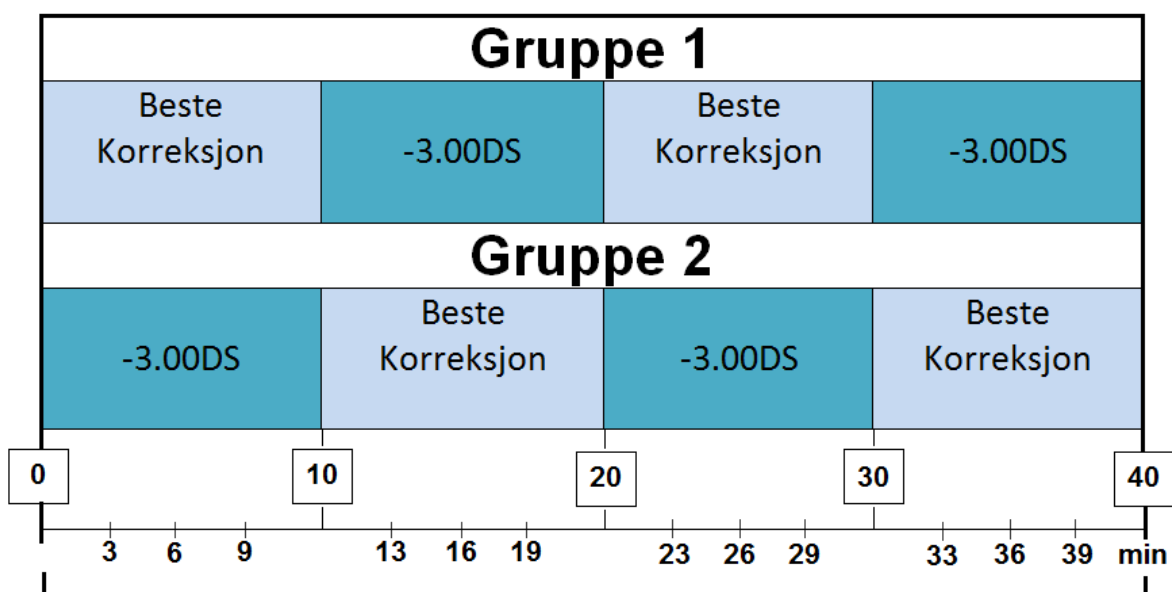 Gruppe 1
Beste Korreksjon
-3.00DS
Beste Korreksjon
-3.00DS
Gruppe 2
-3.00DS
Beste Korreksjon
-3.00DS
Beste Korreksjon
0 10 20 30 40
3 6 9 13 16 19 23 26 29 33 36 39 min